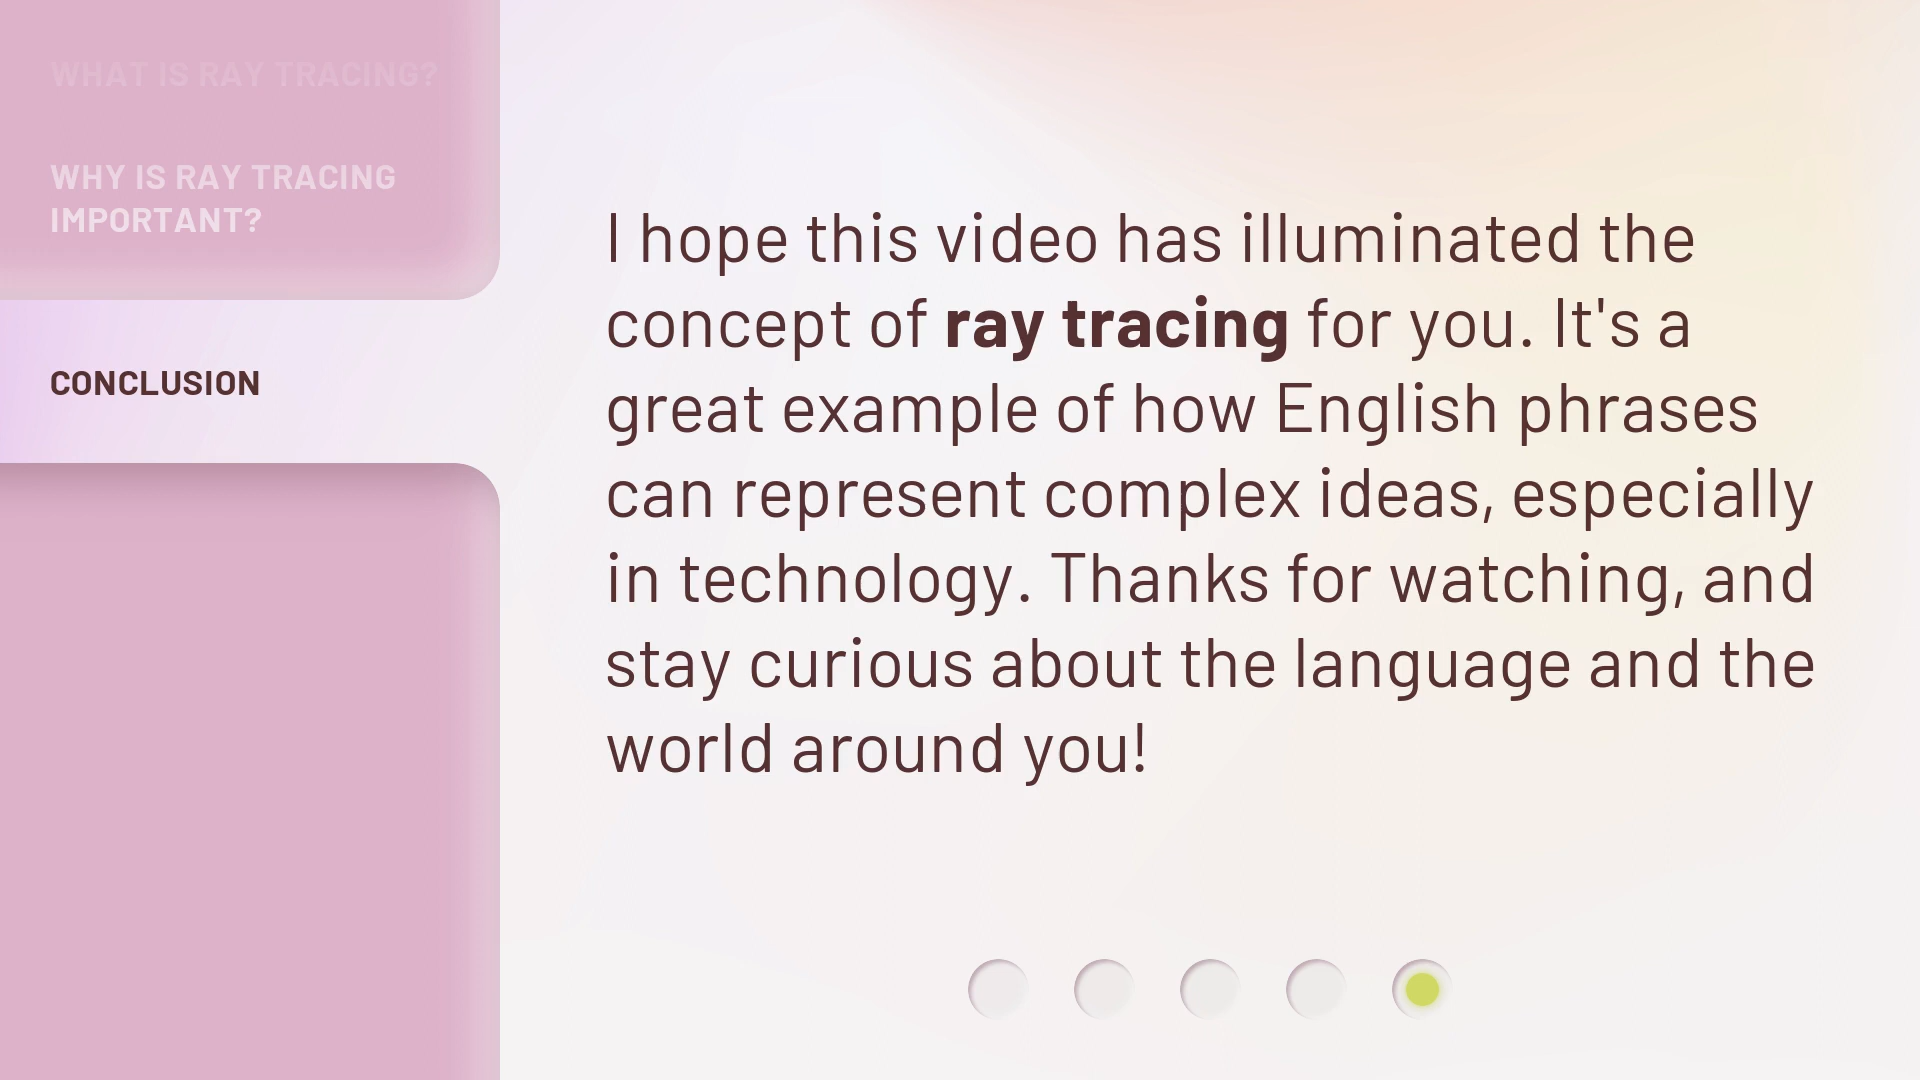 WHAT IS RAY TRACING?
WHY IS RAY TRACING
IMPORTANT?
CONCLUSION
I hope this video has illuminated the
concept of ray tracing for you. It's a
great example of how English phrases
can represent complex ideas, especially
in technology. Thanks for watching, and
stay curious about the language and the
world around you!